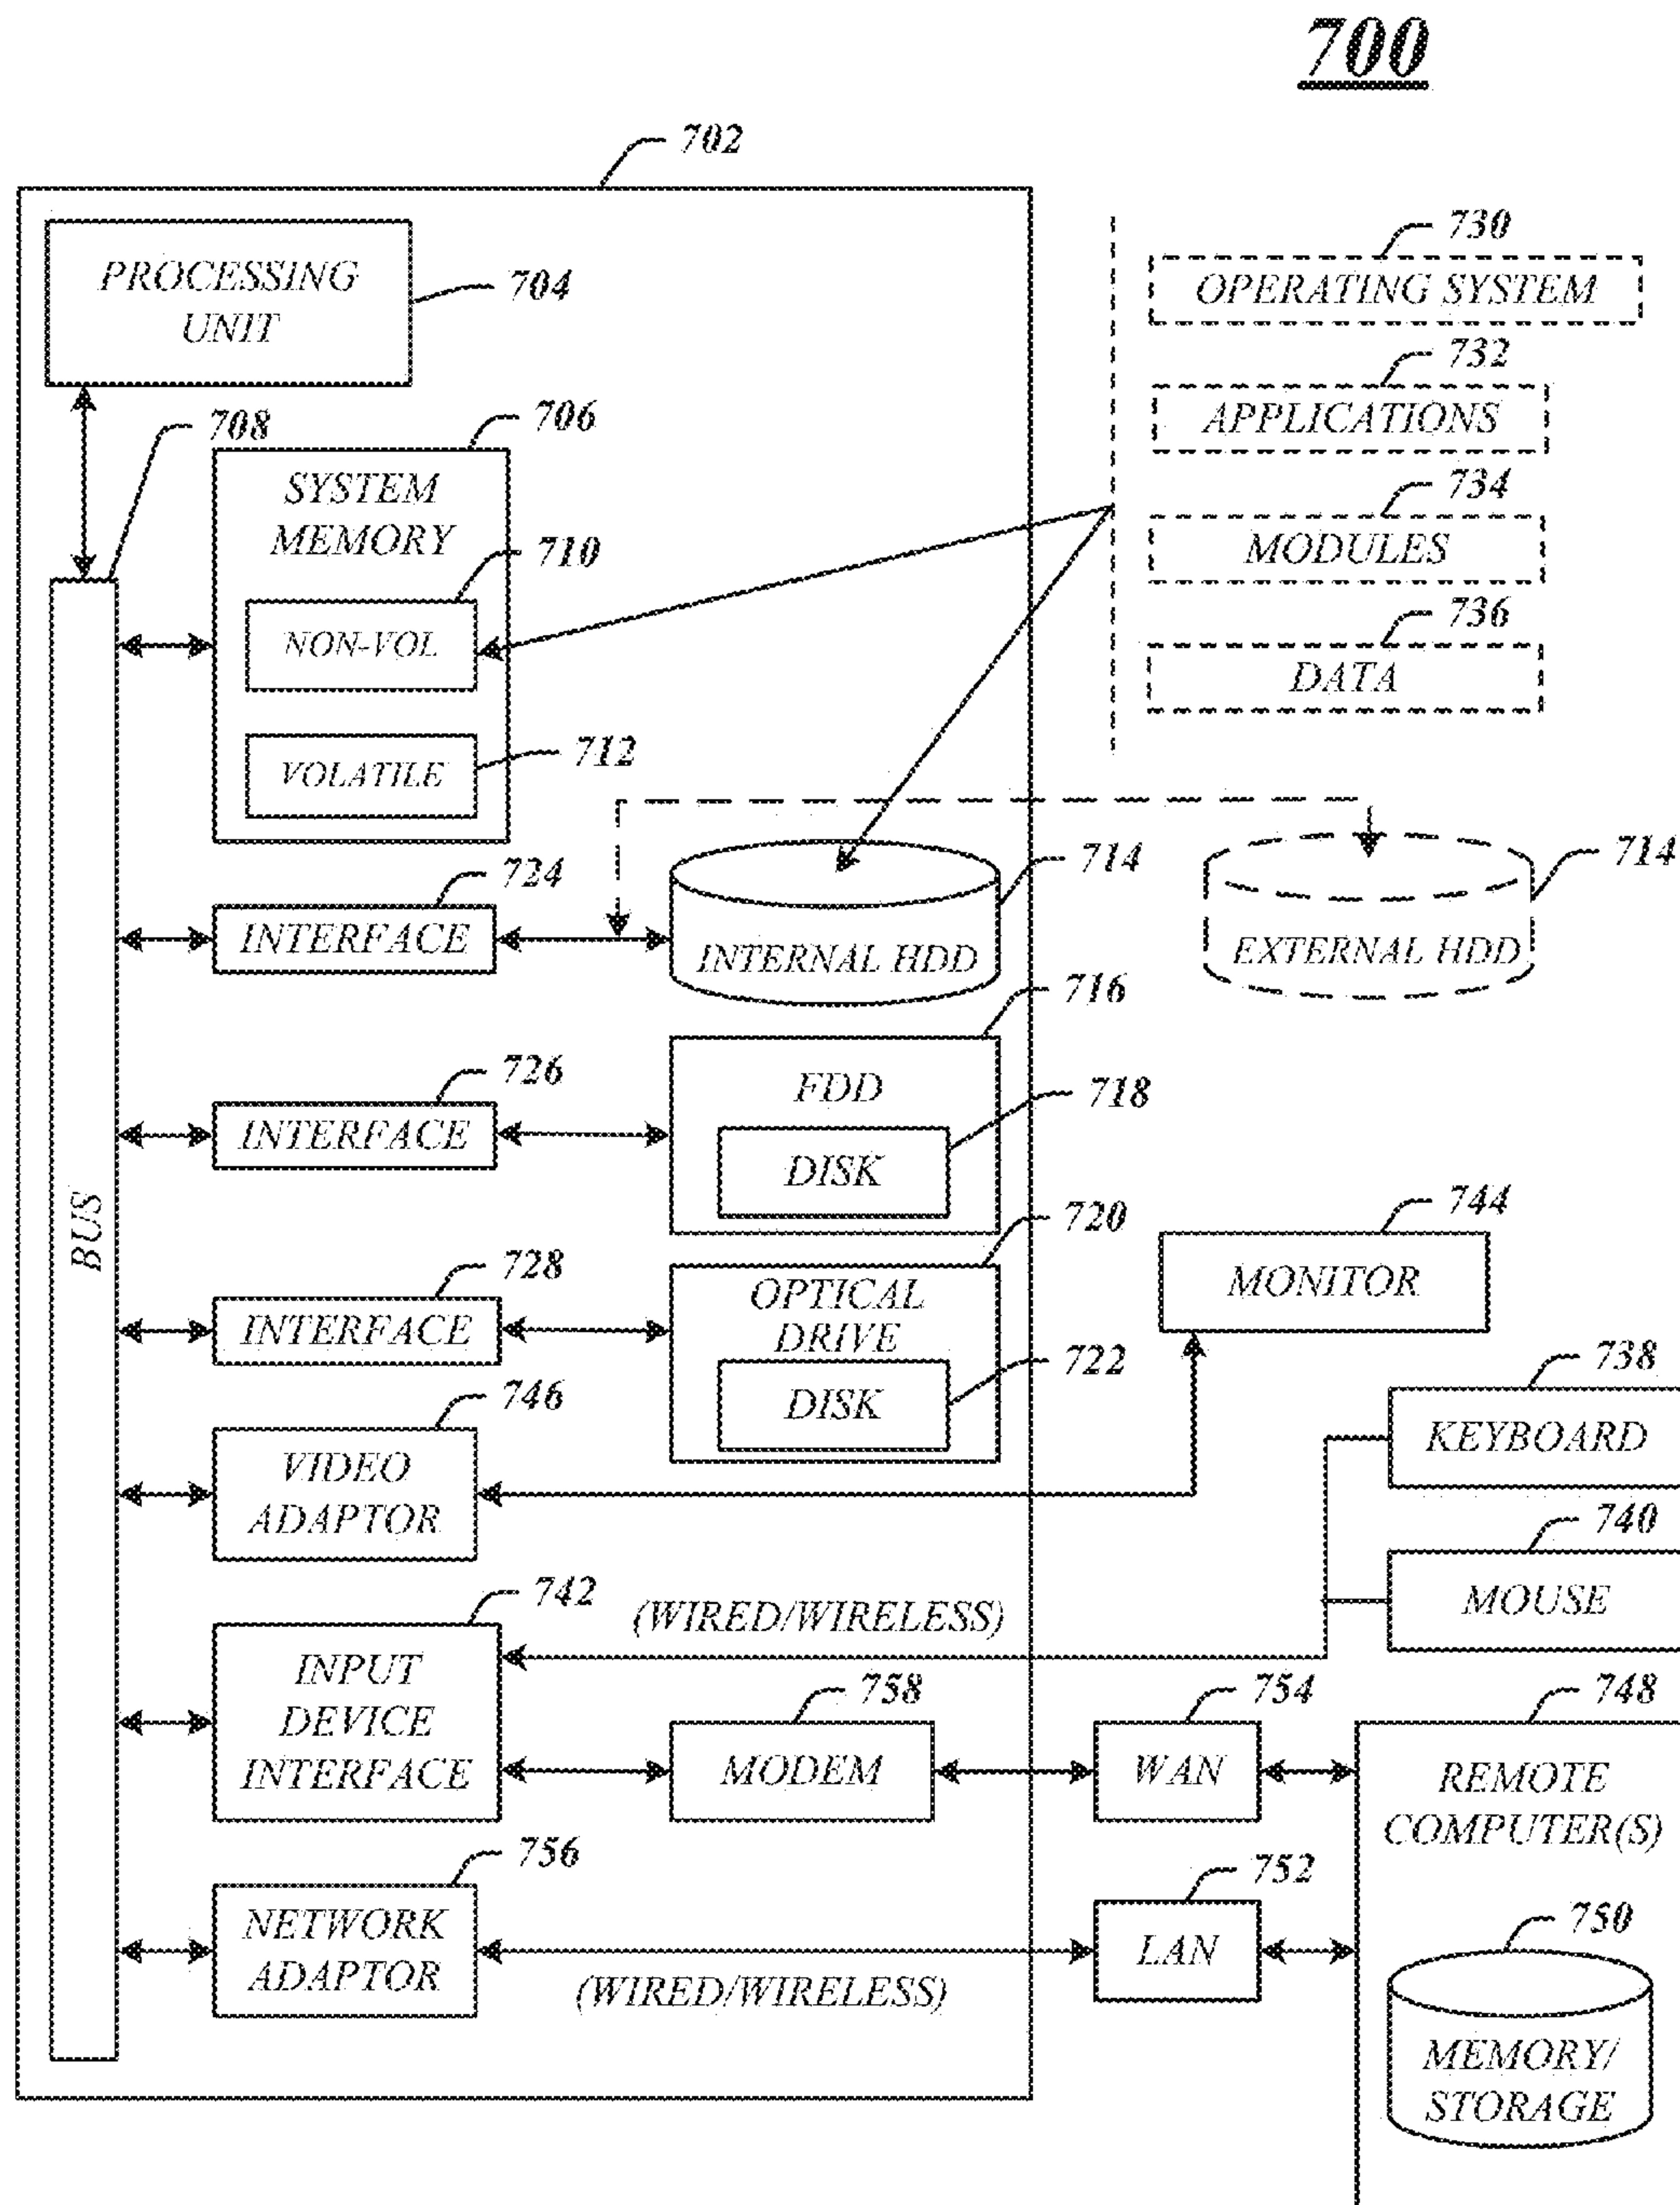 700
702
PROCESSING
UNIT
704
730
OPERATING SYSTEM
732
APPLICATIONS
734
MODULES
736
DATA
708
706
SYSTEM
MEMORY
710
NON-VOL
712
VOLATILE
724
INTERFACE
714
INTERNAL HDD
714
EXTERNAL HDD
716
726
INTERFACE
FDD
718
DISK
BUS
720
728
INTERFACE
OPTICAL
DRIVE
722
DISK
744
MONITOR
738
KEYBOARD
746
VIDEO
ADAPTOR
740
MOUSE
742
(WIRED/WIRELESS)
INPUT
DEVICE
INTERFACE
758
MODEM
754
WAN
748
REMOTE
COMPUTER(S)
756
NETWORK
ADAPTOR
(WIRED/WIRELESS)
752
LAN
750
MEMORY/
STORAGE